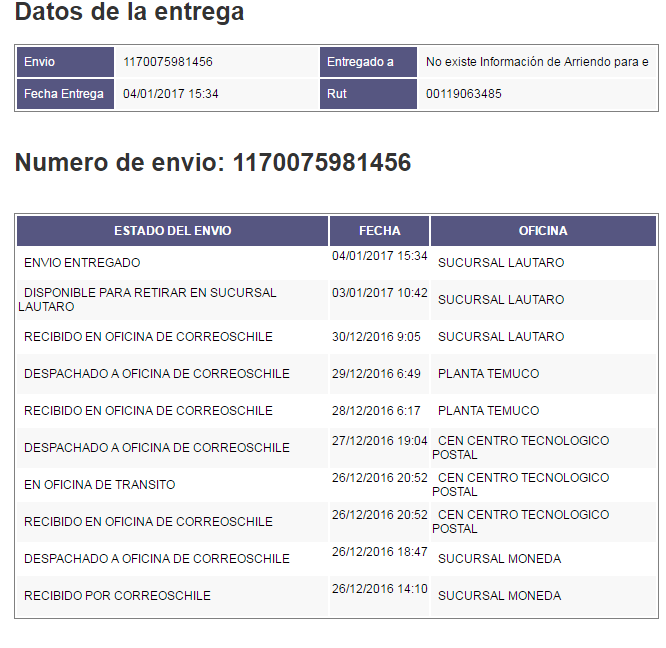 Datos de la entrega
Envio 1170075981456 Entregado a No existe Información de Arriendo para e
Fecha Entrega 04/01/2017 15:34 Rut 00119063485
Numero de envio: 1170075981456
ESTADO DEL ENVIO FECHA OFICINA
ENVIO ENTREGADO 04/01/2017 15:34 SUCURSAL LAUTARO
DISPONIBLE PARA RETIRAR EN SUCURSAL
LAUTARO 03/01/2017 10:42 SUCURSAL LAUTARO
RECIBIDO EN OFICINA DE CORREOSCHILE 30/12/2016 9:05 SUCURSAL LAUTARO
DESPACHADO A OFICINA DE CORREOSCHILE 29/12/2016 6:49 PLANTA TEMUCO
RECIBIDO EN OFICINA DE CORREOSCHILE 28/12/2016 6:17 PLANTA TEMUCO
DESPACHADO A OFICINA DE CORREOSCHILE 27/12/2016 19:04 CEN CENTRO TECNOLOGICO
POSTAL
EN OFICINA DE TRANSITO 26/12/2016 20:52 CEN CENTRO TECNOLOGICO
POSTAL
RECIBIDO EN OFICINA DE CORREOSCHILE 26/12/2016 20:52 CEN CENTRO TECNOLOGICO
POSTAL
DESPACHADO A OFICINA DE CORREOSCHILE 26/12/2016 18:47 SUCURSAL MONEDA
RECIBIDO POR CORREOSCHILE 26/12/2016 14:10 SUCURSAL MONEDA